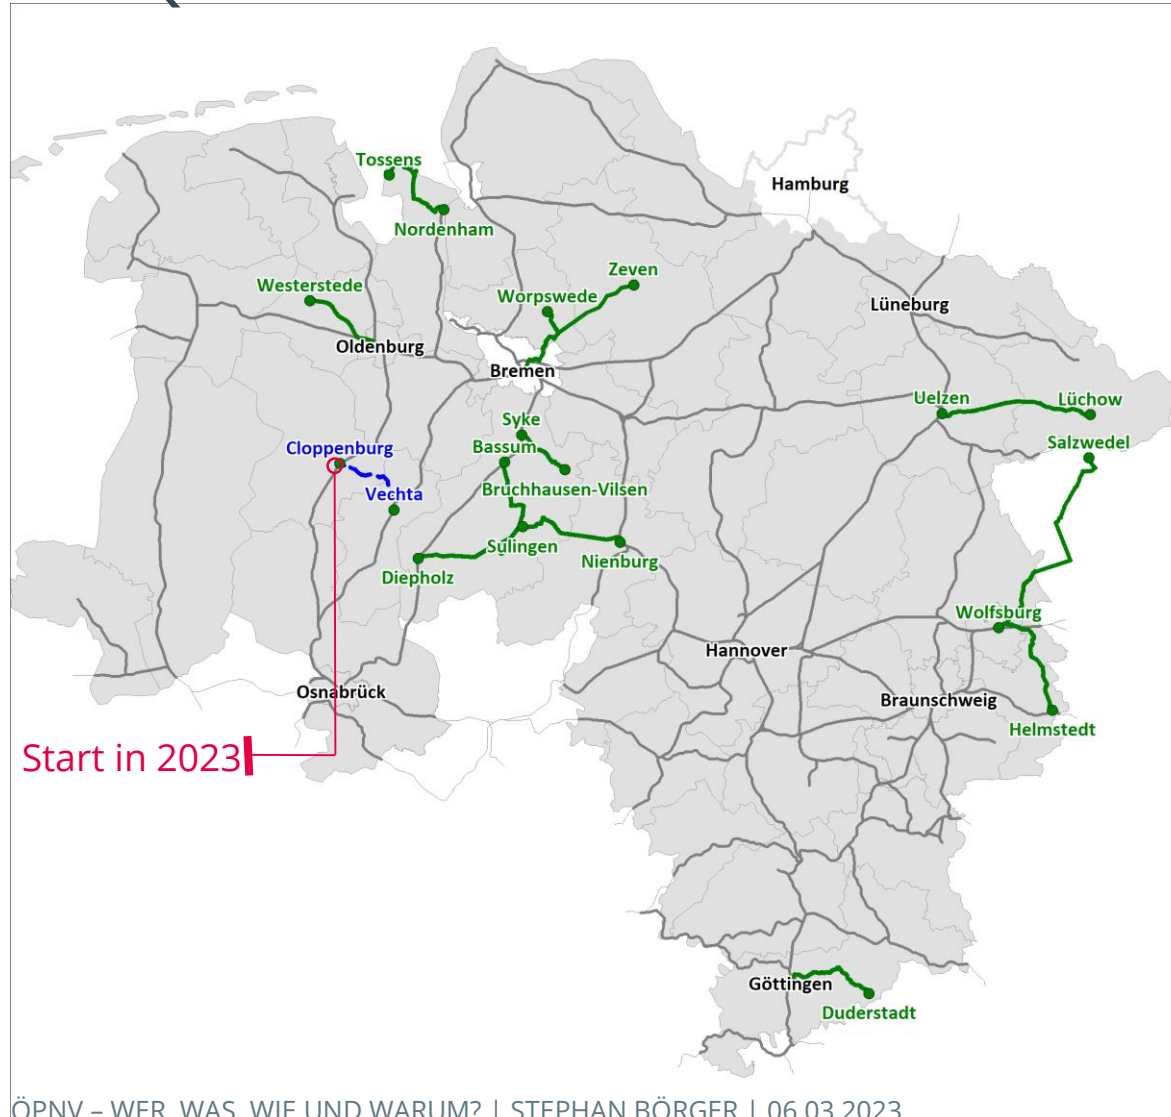 Tossens
Hamburg
Nordenham
Zeven
Westerstede
Worpswede
Lüneburg
Oldenburg
Bremen
Uelzen
Lüchow
Syke
Salzwedel
Cloppenburg
Bassum
Vechta
Bruchhausen-Vilsen
Sulingen
Nienburg
Diepholz
Wolfsburg
Hannover
Osnabrück
Braunschweig
Helmstedt
Start in 2023
Göttingen
Duderstadt
ÖPNV – WER, WAS, WIE UND WARUM? | STEPHAN BÖRGER | 06.03.2023